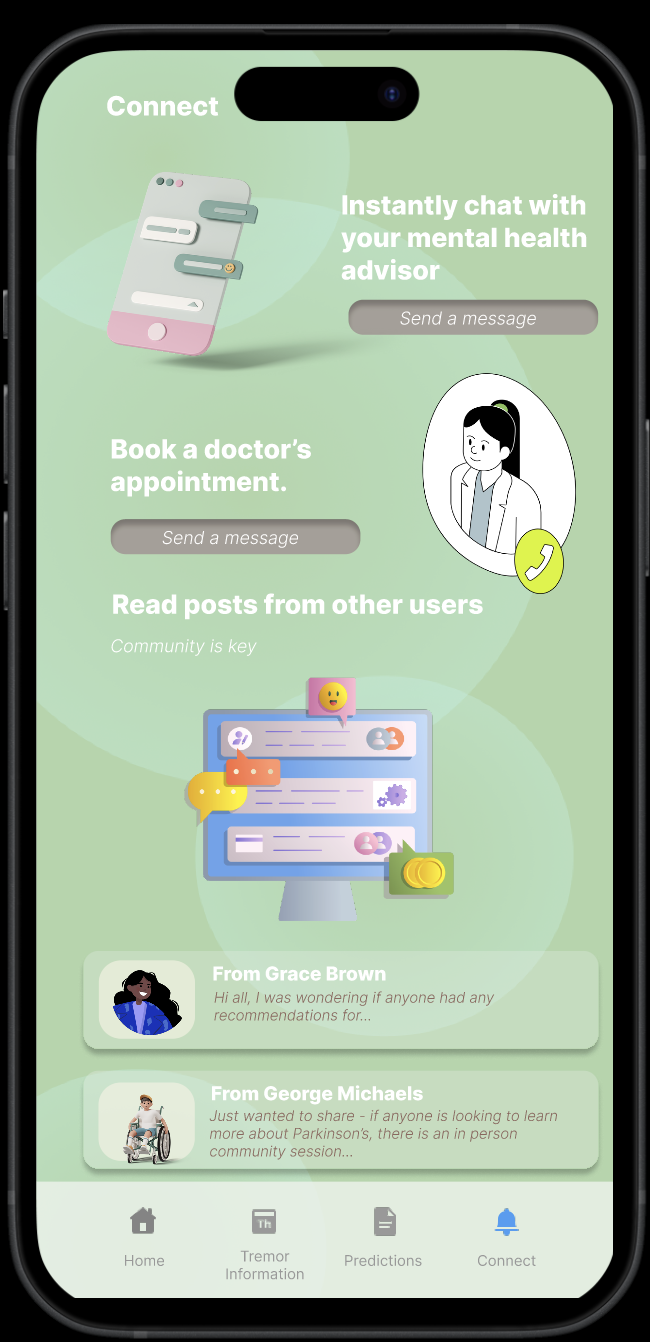 Connect
Instantly chat with
your mental health
advisor
Send a message
Book a doctor’s
appointment.
Send a message
Read posts from other users
Community is key
From Grace Brown
Hi all, I was wondering if anyone had any
recommendations for...
From George Michaels
Just wanted to share - if anyone is looking to learn
more about Parkinson’s, there is an in person
community session...
Th
Home
Tremor
Information
Predictions
Connect